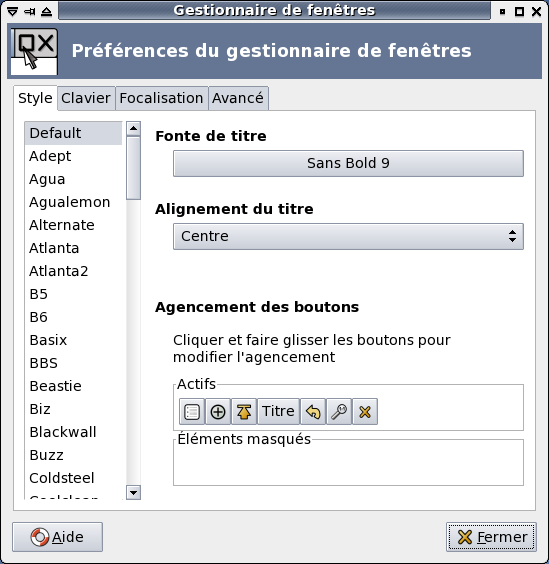 Gestionnaire de fenêtres
Préférences du gestionnaire de fenêtres
Style Clavier Focalisation Avancé
Default
Adept
Agua
Agualemon
Alternate
Atlanta
Atlanta2
B5
B6
Basix
BBS
Beastie
Biz
Blackwall
Buzz
Coldsteel
Fonte de titre
Sans Bold 9
Alignement du titre
Centre
Agencement des boutons
Cliquer et faire glisser les boutons pour
modifier l'agencement
Actifs
Titre
Éléments masqués
Aide
Fermer